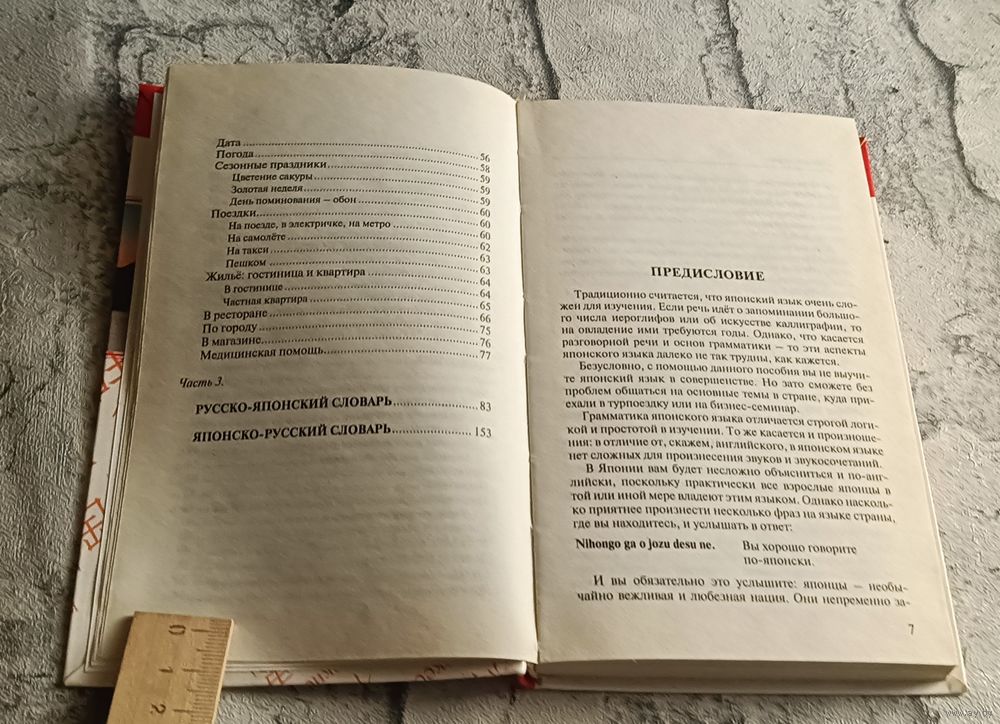 Дата 56
Погода 58
Сезонные праздники 59
Цветение сакуры 59
Золотая неделя 59
День поминования – обон 60
Поездки 60
На поезде, в электричке, на метро 60
На самолёте 62
На такси 63
Пешком 63
Жильё: гостиница и квартира 64
В гостинице 64
Частная квартира 65
В ресторане 66
По городу 75
В магазине 76
Медицинская помощь 77
Часть 3.
РУССКО-ЯПОНСКИЙ СЛОВАРЬ 83
ЯПОНСКО-РУССКИЙ СЛОВАРЬ 153
ПРЕДИСЛОВИЕ
Традиционно считается, что японский язык очень сло-
жен для изучения. Если речь идёт о запоминании большо-
го числа иероглифов или об искусстве каллиграфии, то
на овладение ими требуются годы. Однако, что касается
разговорной речи и основ грамматики – то эти аспекты
японского языка далеко не так трудны, как кажется.
Безусловно, с помощью данного пособия вы не выучи-
те японский язык в совершенстве. Но зато сможете без
проблем общаться на основные темы в стране, куда при-
ехали в турпоездку или на бизнес-семинар.
Грамматика японского языка отличается строгой логи-
кой и простотой в изучении. То же касается и произноше-
ния: в отличие от, скажем, английского, в японском языке
нет сложных для произнесения звуков и звукосочетаний.
В Японии вам будет несложно объясниться и по-анг-
лийски, поскольку практически все взрослые японцы в
той или иной мере владеют этим языком. Однако насколь-
ко приятнее произнести несколько фраз на языке страны,
где вы находитесь, и услышать в ответ:
Nihongo ga o jozu desu ne. Вы хорошо говорите
по-японски.
И вы обязательно это услышите: японцы – необы-
чайно вежливая и любезная нация. Они непременно за-
7
0
1
2